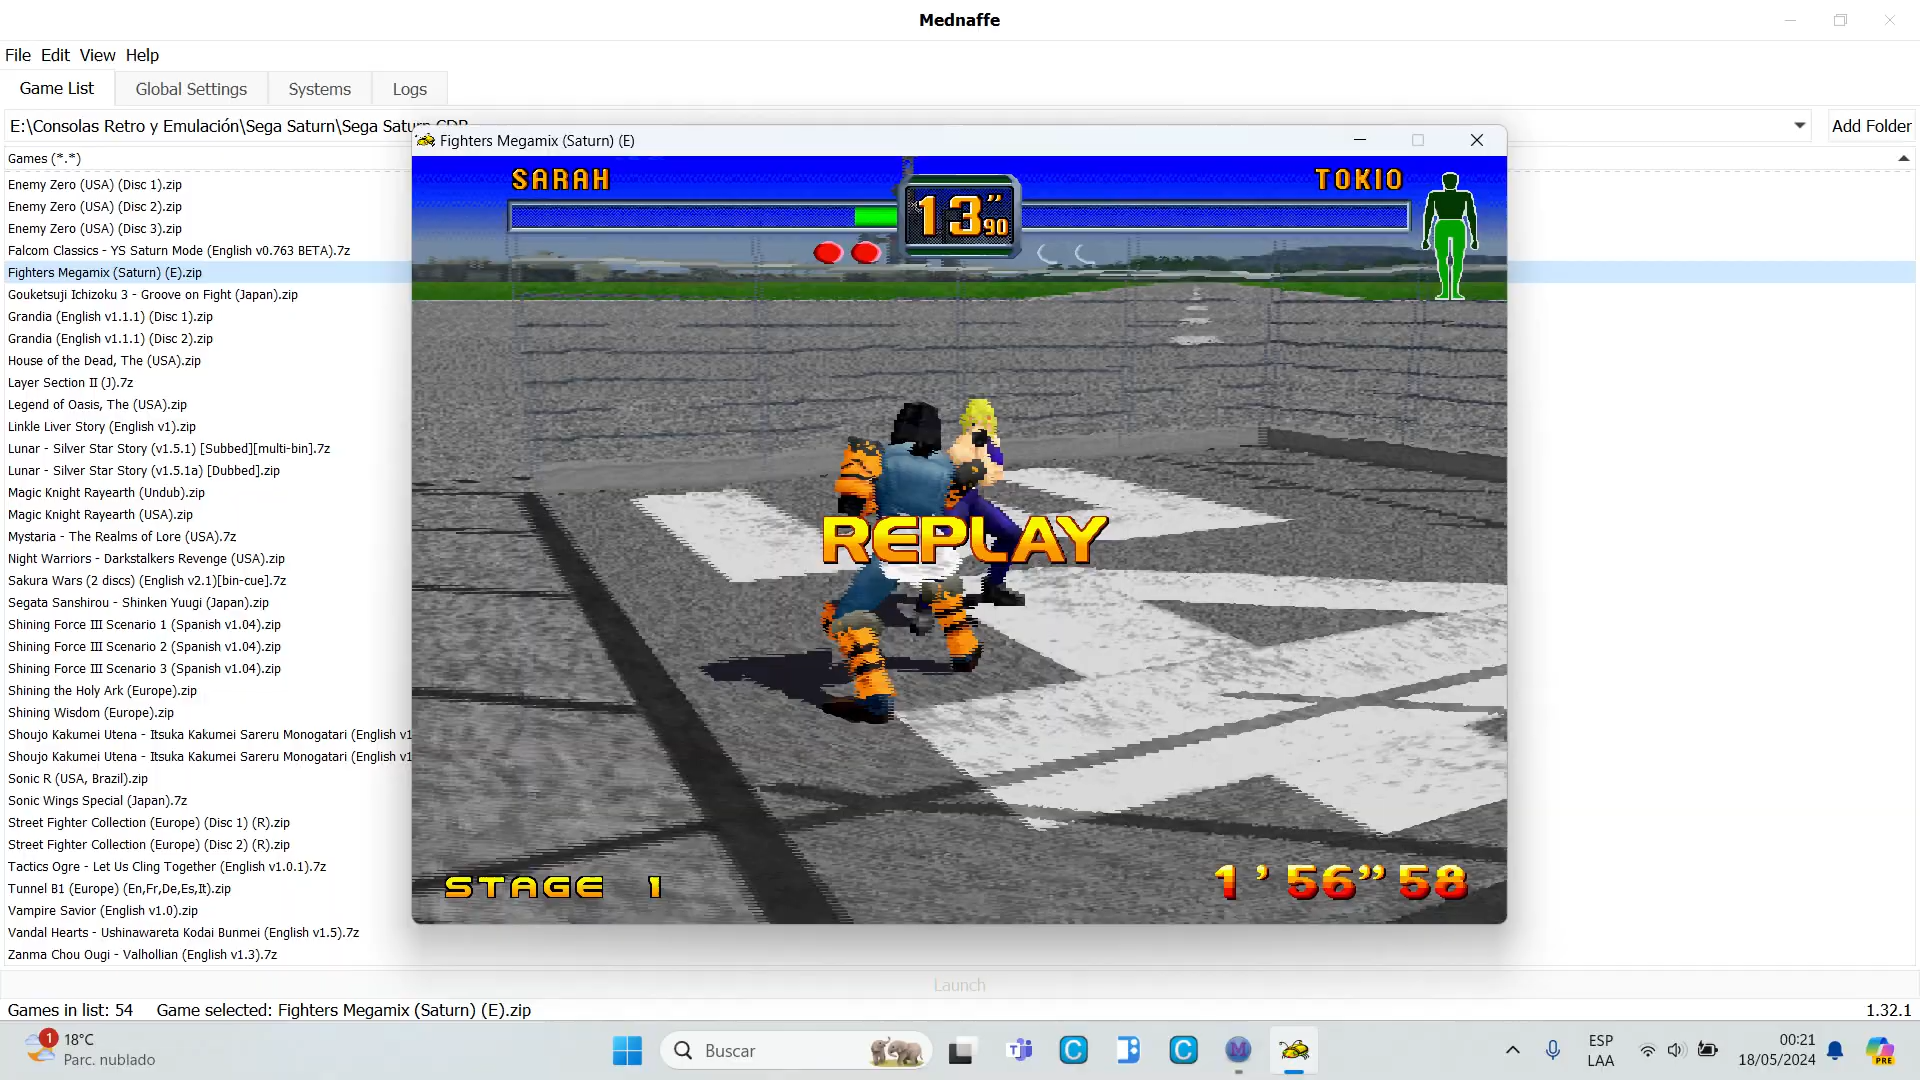 Mednaffe
File Edit View Help
Game List Global Settings Systems Logs
E:\Consolas Retro y Emulación\Sega Saturn\Sega Saturn CDR
Add Folder
Games (*.*)
Enemy Zero (USA) (Disc 1).zip
Enemy Zero (USA) (Disc 2).zip
Enemy Zero (USA) (Disc 3).zip
Falcom Classics - YS Saturn Mode (English v0.763 BETA).7z
Fighters Megamix (Saturn) (E).zip
Gouketsuji Ichizoku 3 - Groove on Fight (Japan).zip
Grandia (English v1.1.1) (Disc 1).zip
Grandia (English v1.1.1) (Disc 2).zip
House of the Dead, The (USA).zip
Layer Section II (J).7z
Legend of Oasis, The (USA).zip
Linkle Liver Story (English v1).zip
Lunar - Silver Star Story (v1.5.1) [Subbed][multi-bin].7z
Lunar - Silver Star Story (v1.5.1a) [Dubbed].zip
Magic Knight Rayearth (Undub).zip
Magic Knight Rayearth (USA).zip
Mystaria - The Realms of Lore (USA).7z
Night Warriors - Darkstalkers Revenge (USA).zip
Sakura Wars (2 discs) (English v2.1)[bin-cue].7z
Segata Sanshirou - Shinken Yuugi (Japan).zip
Shining Force III Scenario 1 (Spanish v1.04).zip
Shining Force III Scenario 2 (Spanish v1.04).zip
Shining Force III Scenario 3 (Spanish v1.04).zip
Shining the Holy Ark (Europe).zip
Shining Wisdom (Europe).zip
Shoujo Kakumei Utena - Itsuka Kakumei Sareru Monogatari (English v1
Shoujo Kakumei Utena - Itsuka Kakumei Sareru Monogatari (English v1
Sonic R (USA, Brazil).zip
Sonic Wings Special (Japan).7z
Street Fighter Collection (Europe) (Disc 1) (R).zip
Street Fighter Collection (Europe) (Disc 2) (R).zip
Tactics Ogre - Let Us Cling Together (English v1.0.1).7z
Tunnel B1 (Europe) (En,Fr,De,Es,It).zip
Vampire Savior (English v1.0).zip
Vandal Hearts - Ushinawareta Kodai Bunmei (English v1.5).7z
Zanma Chou Ougi - Valhollian (English v1.3).7z
Fighters Megamix (Saturn) (E)
SARAH
TOKIO
13"90
REPLAY
STAGE 1
1'56"58
Launch
Games in list: 54 Game selected: Fighters Megamix (Saturn) (E).zip
1.32.1
1
18°C
Parc. nublado
Buscar
ESP
LAA
00:21
18/05/2024
PRE